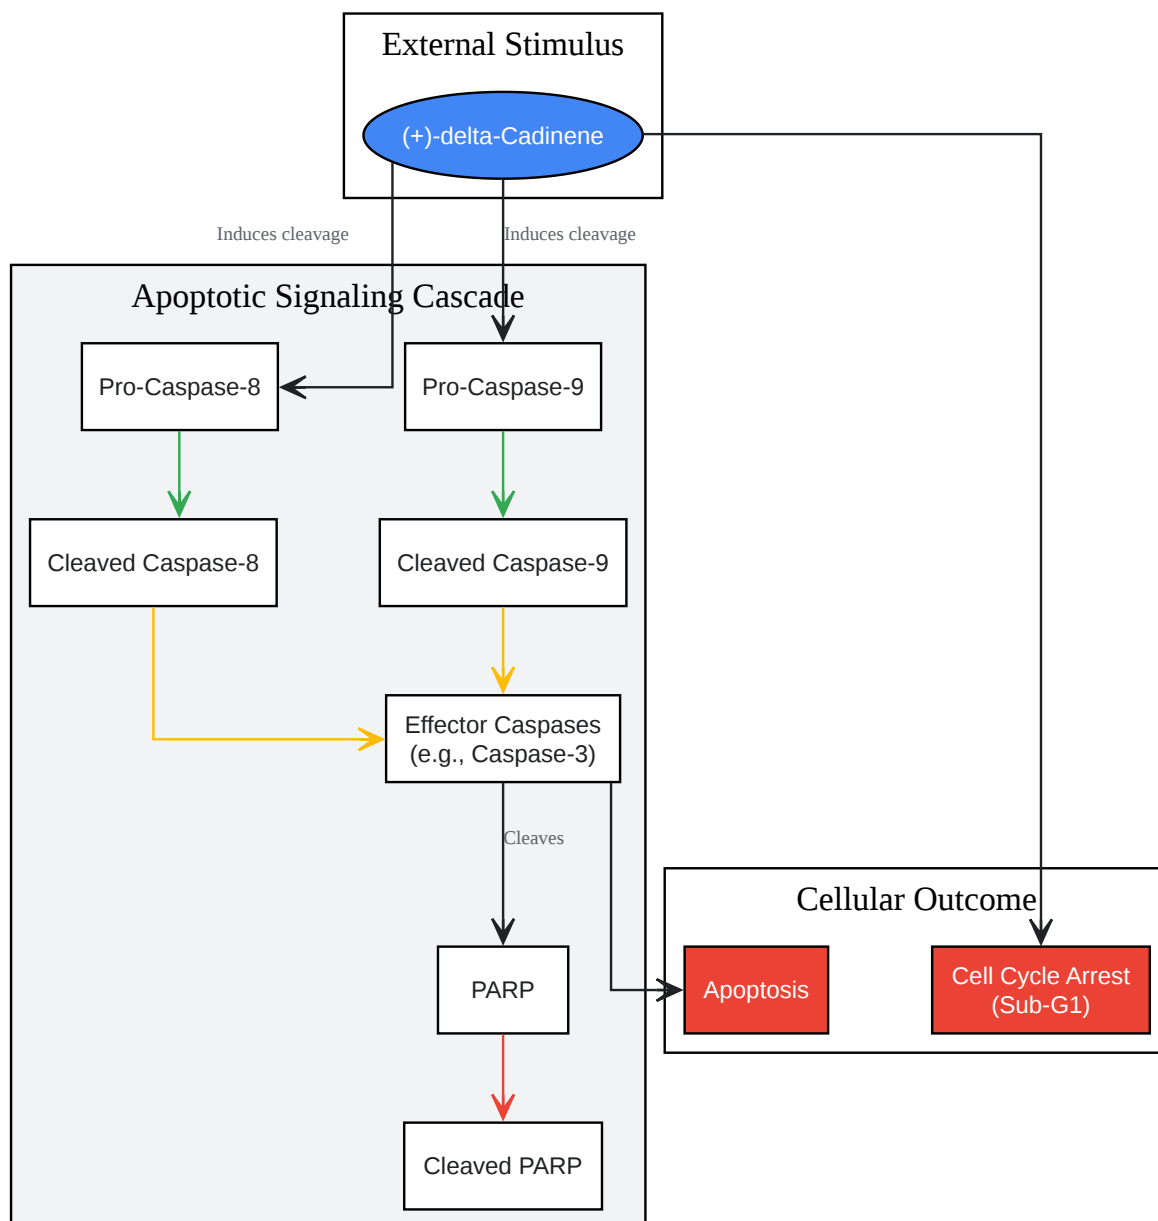 External Stimulus
(+)-delta-Cadinene
Induces cleavage
Induces cleavage
Apoptotic Signaling Cascade
Pro-Caspase-8
Pro-Caspase-9
Cleaved Caspase-8
Cleaved Caspase-9
Effector Caspases
(e.g., Caspase-3)
Cleaves
Cellular Outcome
PARP
Apoptosis
Cell Cycle Arrest
(Sub-G1)
Cleaved PARP